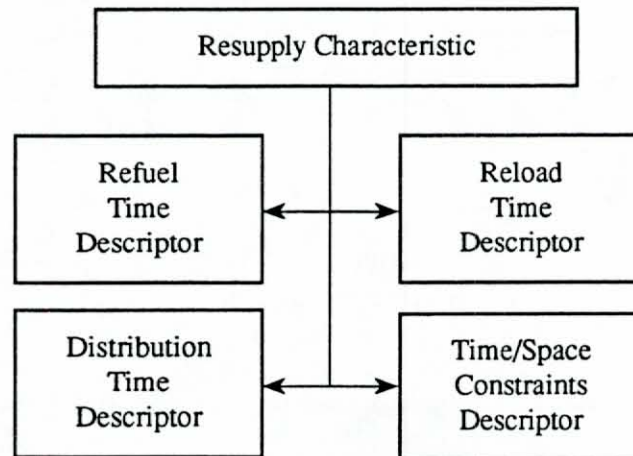 Resupply Characteristic
Refuel
Time
Descriptor
Reload
Time
Descriptor
Distribution
Time
Descriptor
Time/Space
Constraints
Descriptor